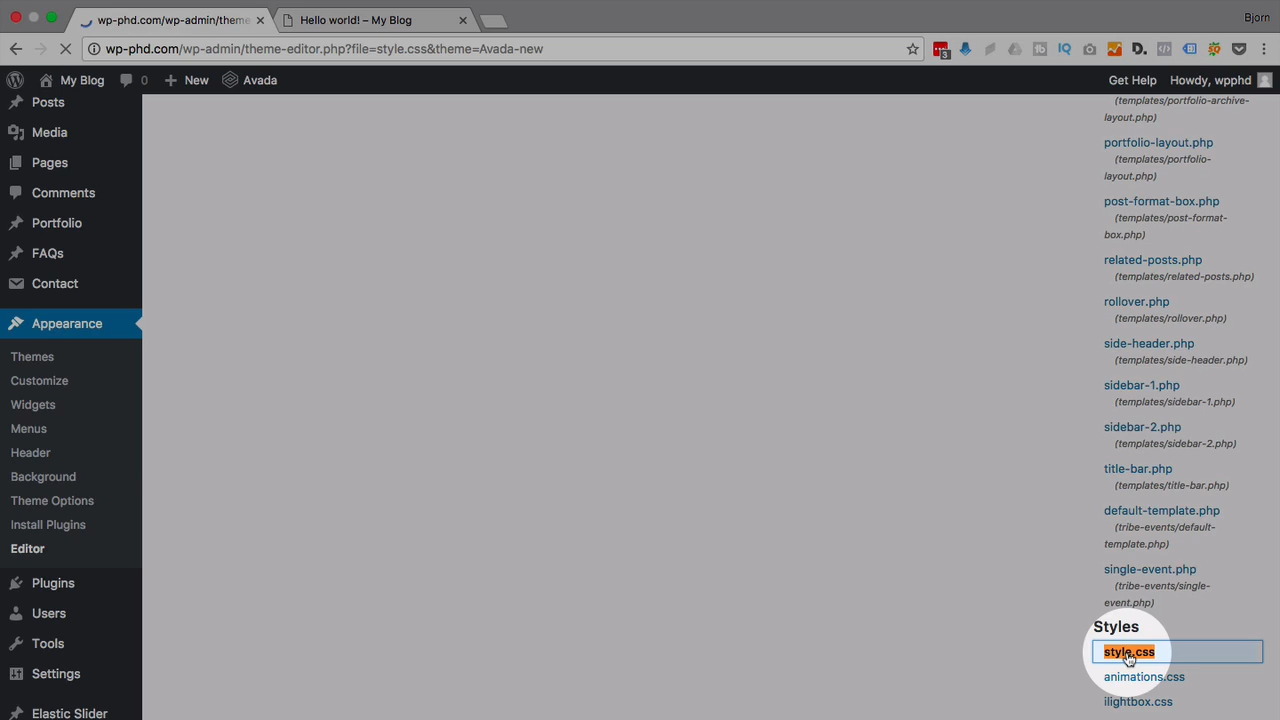 wp-phd.com/wp-admin/theme
Hello world! – My Blog
Bjorn
wp-phd.com/wp-admin/theme-editor.php?file=style.css&theme=Avada-new
3
My Blog
0
New
Avada
Get Help
Howdy, wpphd
Posts
Media
Pages
Comments
Portfolio
FAQs
Contact
Appearance
Themes
Customize
Widgets
Menus
Header
Background
Theme Options
Install Plugins
Editor
Plugins
Users
Tools
Settings
Elastic Slider
(templates/portfolio-archive-
layout.php)
portfolio-layout.php
(templates/portfolio-
layout.php)
post-format-box.php
(templates/post-format-
box.php)
related-posts.php
(templates/related-posts.php)
rollover.php
(templates/rollover.php)
side-header.php
(templates/side-header.php)
sidebar-1.php
(templates/sidebar-1.php)
sidebar-2.php
(templates/sidebar-2.php)
title-bar.php
(templates/title-bar.php)
default-template.php
(tribe-events/default-
template.php)
single-event.php
(tribe-events/single-
event.php)
Styles
style.css
animations.css
ilightbox.css